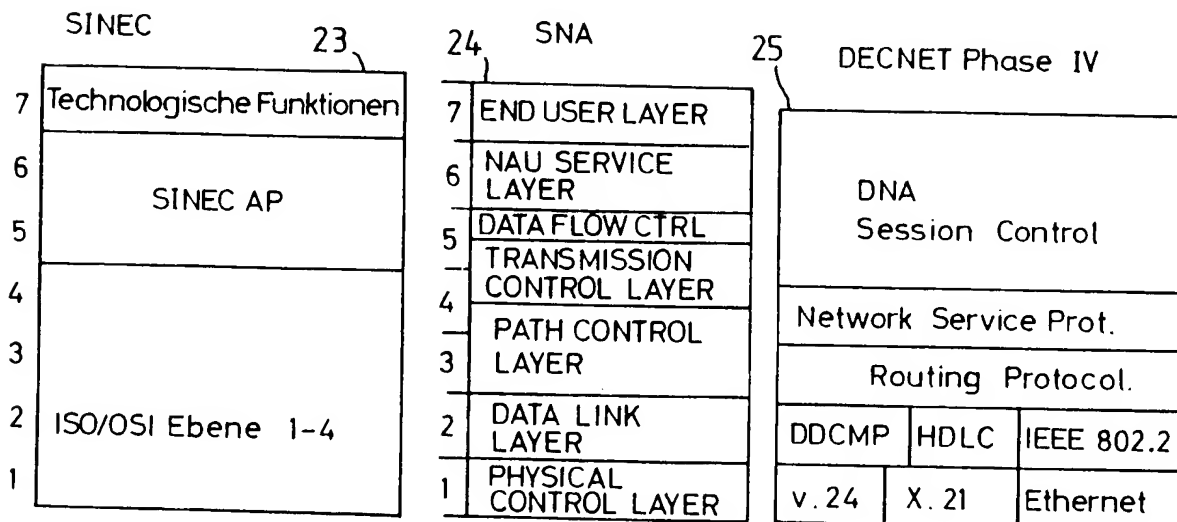 SINEC
23
7
Technologische Funktionen
6
SINEC AP
5
4
3
2
ISO/OSI Ebene 1-4
1
SNA
24
7
END USER LAYER
6
NAU SERVICE
LAYER
5
DATA FLOW CTRL
TRANSMISSION
CONTROL LAYER
4
PATH CONTROL
LAYER
3
2
DATA LINK
LAYER
1
PHYSICAL
CONTROL LAYER
DECNET Phase IV
25
DNA
Session Control
Network Service Prot.
Routing Protocol.
DDCMP HDLC IEEE 802.2
v.24 X.21 Ethernet